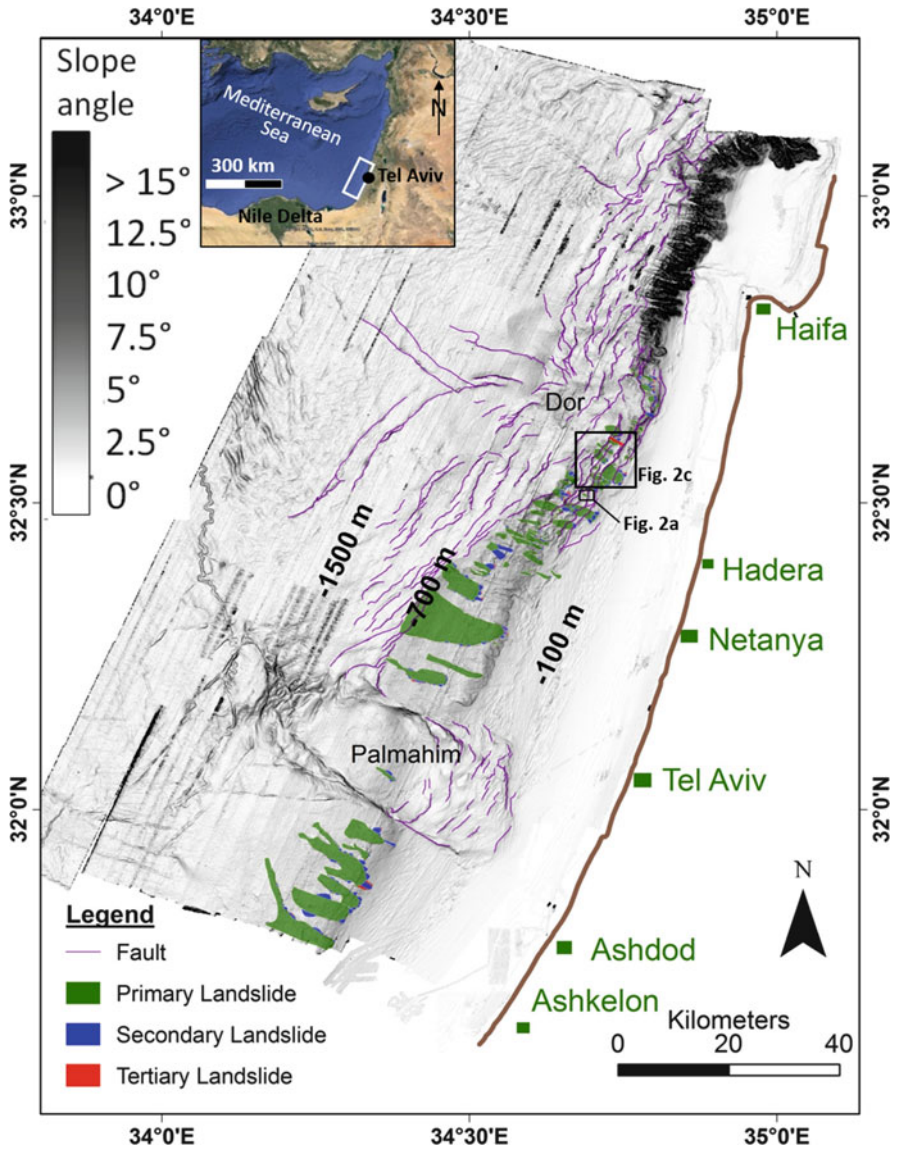 34°0'E
34°30'E
35°0'E
Slope
angle
> 15°
12.5°
10°
7.5°
5°
2.5°
0°
Mediterranean
Sea
N
300 km
Tel Aviv
Nile Delta
33°0'N
33°0'N
Haifa
Dor
Fig. 2c
32°30'N
32°30'N
Fig. 2a
-1500 m
-700 m
-100 m
Hadera
Netanya
Palmahim
Tel Aviv
32°0'N
32°0'N
N
Legend
Fault
Primary Landslide
Secondary Landslide
Tertiary Landslide
Ashdod
Ashkelon
Kilometers
0 20 40
34°0'E
34°30'E
35°0'E